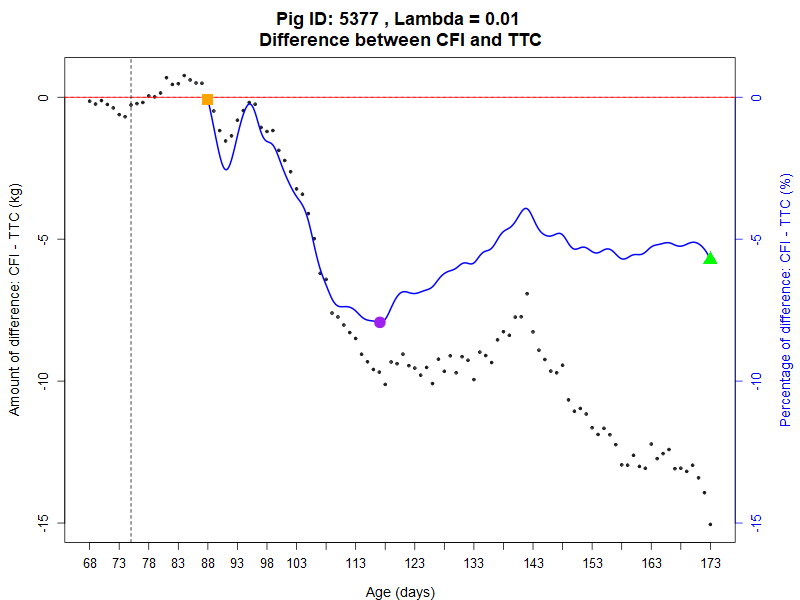 Pig ID: 5377 , Lambda = 0.01
Difference between CFI and TTC
Amount of difference: CFI - TTC (kg)
0
-5
-10
-15
Percentage of difference: CFI - TTC (%)
0
-5
-10
-15
68 73 78 83 88 93 98 103 113 123 133 143 153 163 173
Age (days)